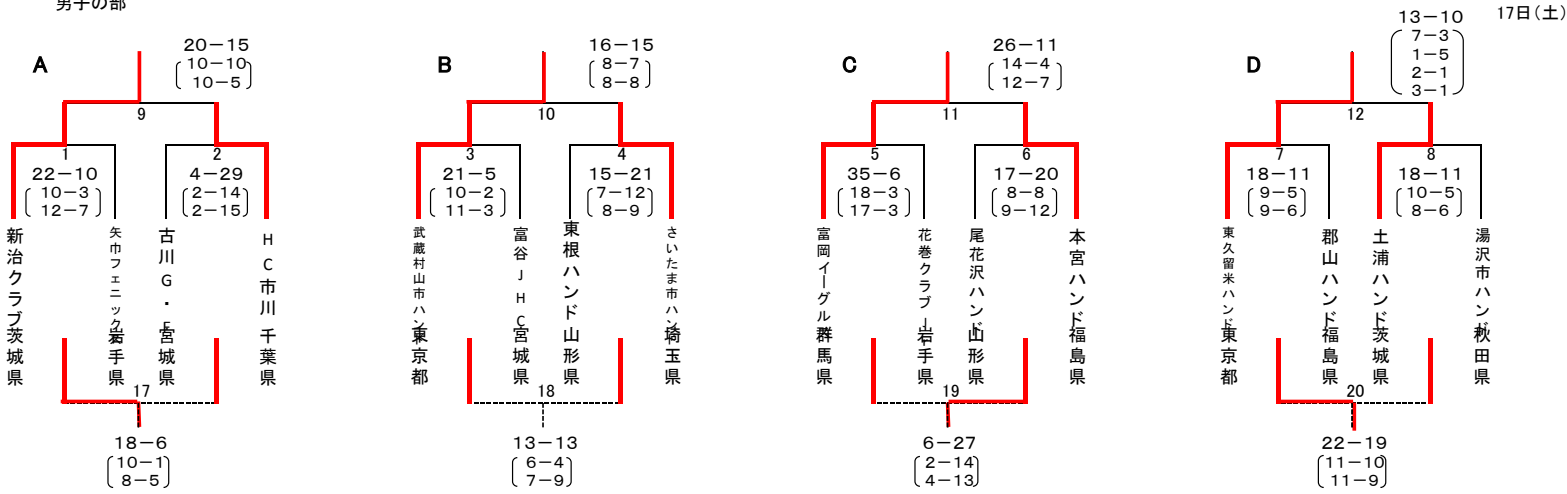 男子の部
17日(土)
A
20-15
10-10
10-5
9
1
2
22-10
10-3
12-7
4-29
2-14
2-15
新治クラブ
茨城県
矢巾フェニックス
岩手県
古川G・F
宮城県
HC市川
千葉県
17
18-6
10-1
8-5
B
16-15
8-7
8-8
10
3
4
21-5
10-2
11-3
15-21
7-12
8-9
武蔵村山市ハンド
東京都
富谷JHC
宮城県
東根ハンド
山形県
さいたま市ハンド
埼玉県
18
13-13
6-4
7-9
C
26-11
14-4
12-7
11
5
6
35-6
18-3
17-3
17-20
8-8
9-12
富岡イーグル
群馬県
花巻クラブ
岩手県
尾花沢ハンド
山形県
本宮ハンド
福島県
19
6-27
2-14
4-13
D
13-10
7-3
1-5
2-1
3-1
12
7
8
18-11
9-5
9-6
18-11
10-5
8-6
東久留米ハンド
東京都
郡山ハンド
福島県
土浦ハンド
茨城県
湯沢市ハンド
秋田県
20
22-19
11-10
11-9